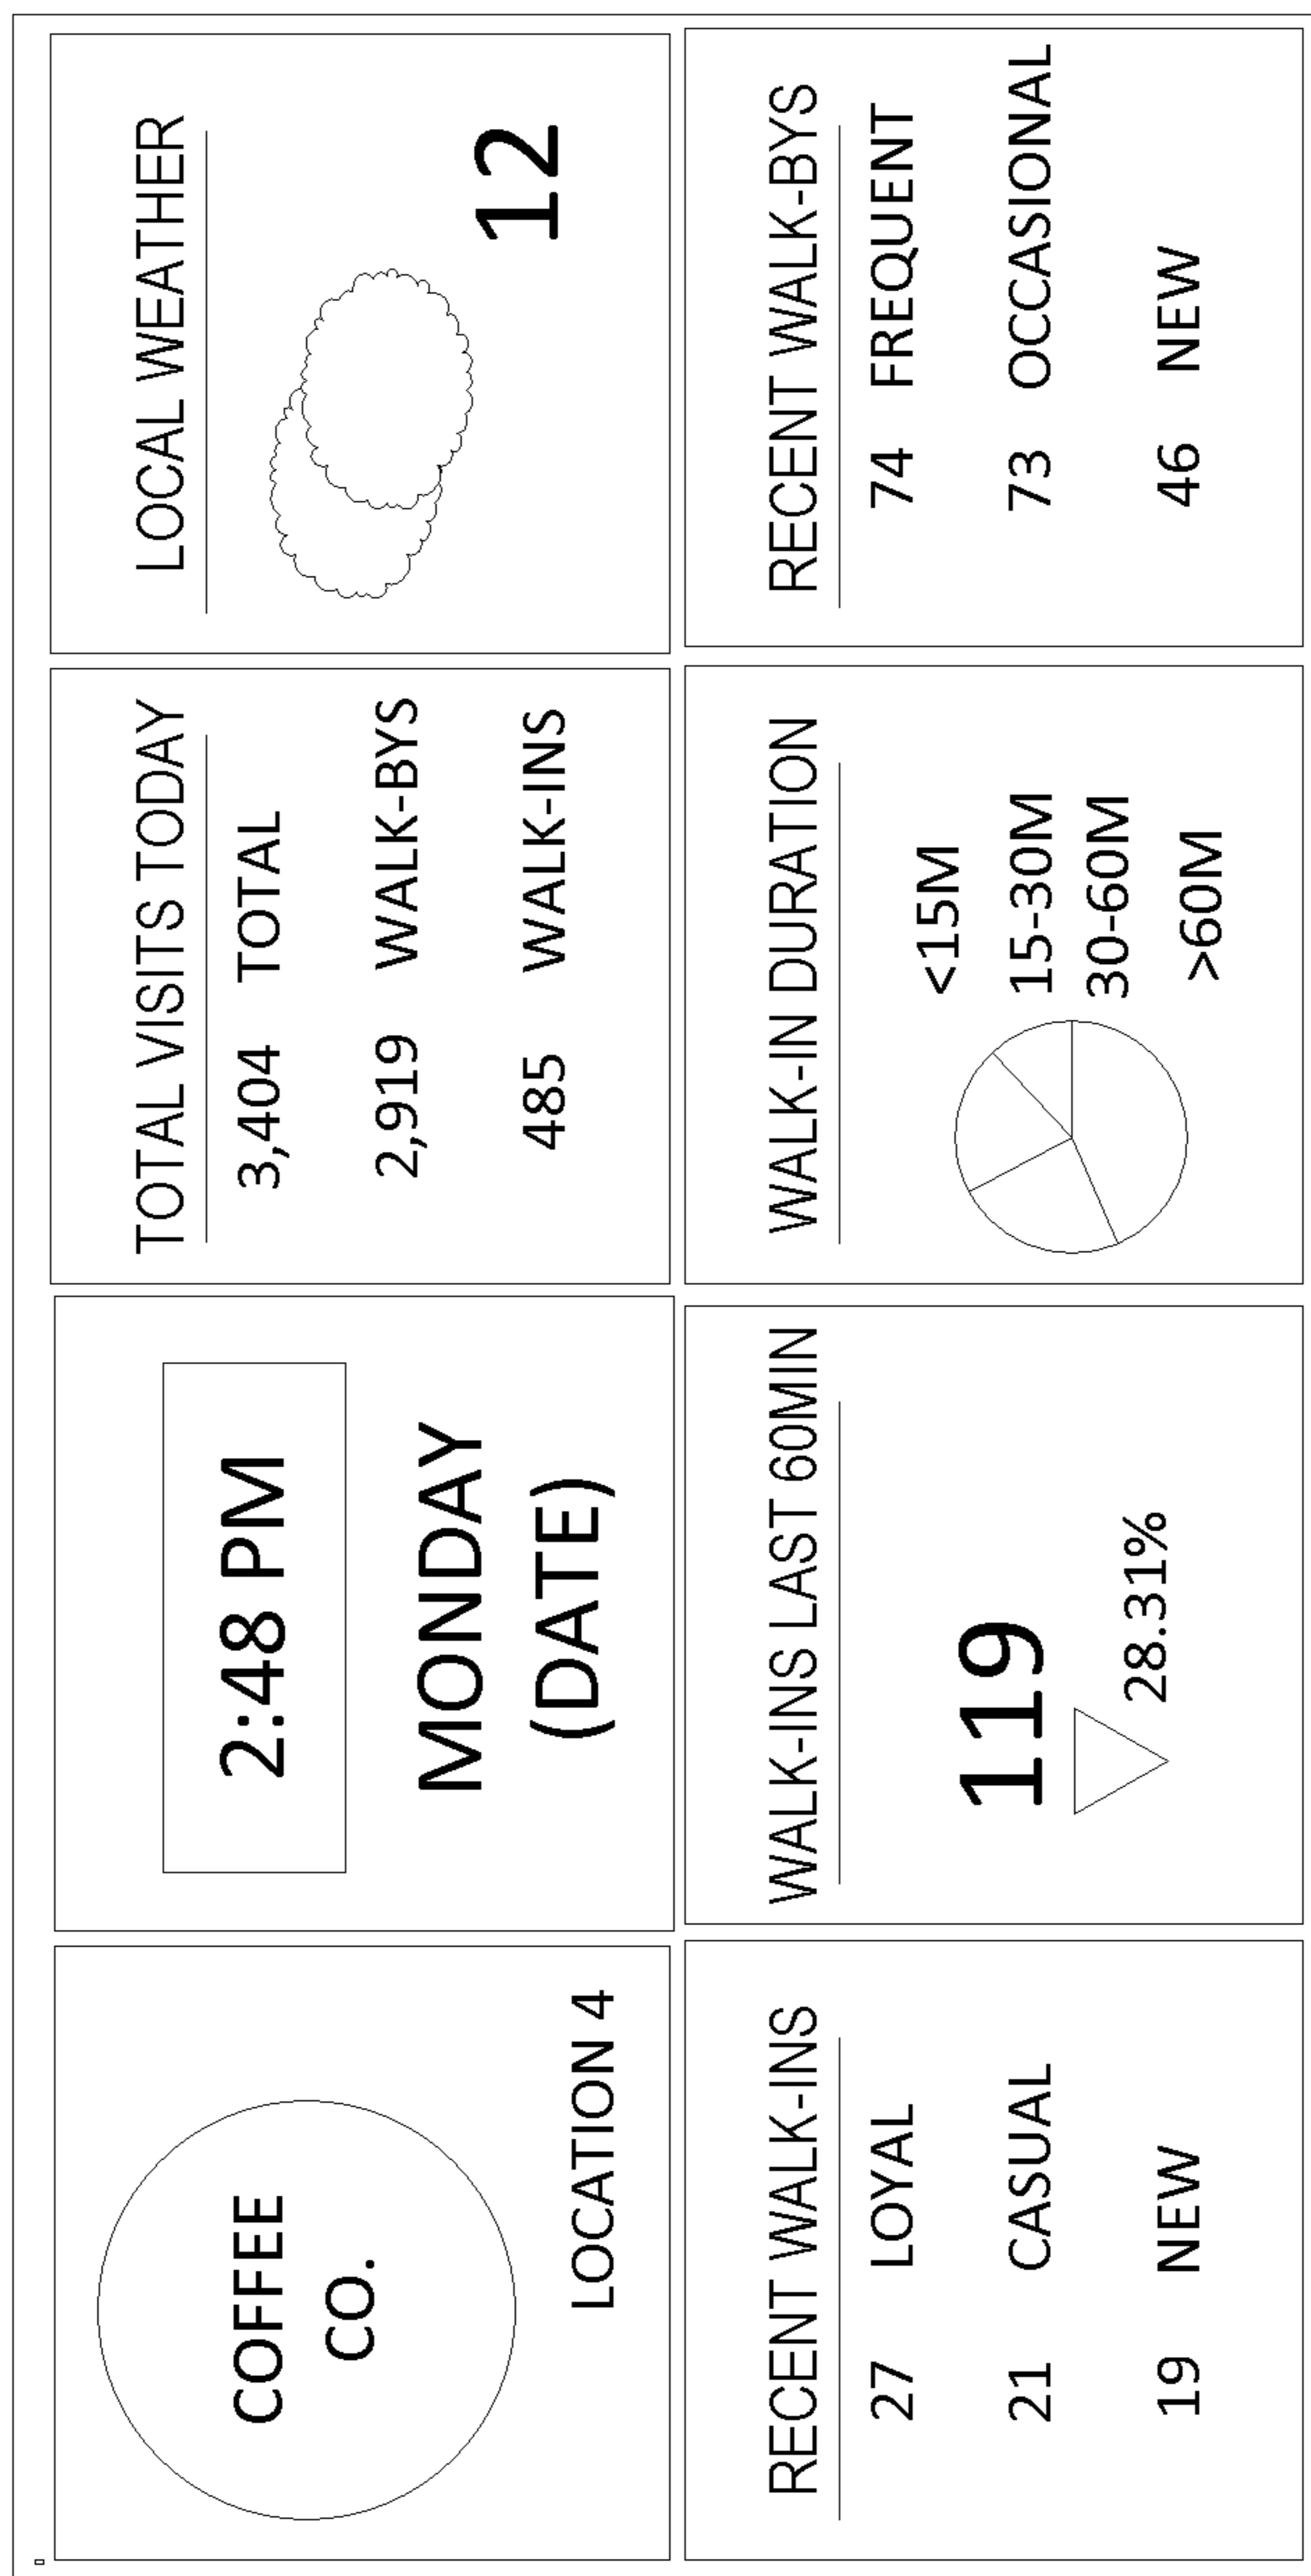 COFFEE
CO.
LOCATION 4
2:48 PM
MONDAY
(DATE)
TOTAL VISITS TODAY
3,404 TOTAL
2,919 WALK-BYS
485 WALK-INS
LOCAL WEATHER
12
RECENT WALK-INS
27 LOYAL
21 CASUAL
19 NEW
WALK-INS LAST 60MIN
119
28.31%
WALK-IN DURATION
<15M
15-30M
30-60M
>60M
RECENT WALK-BYS
74 FREQUENT
73 OCCASIONAL
46 NEW